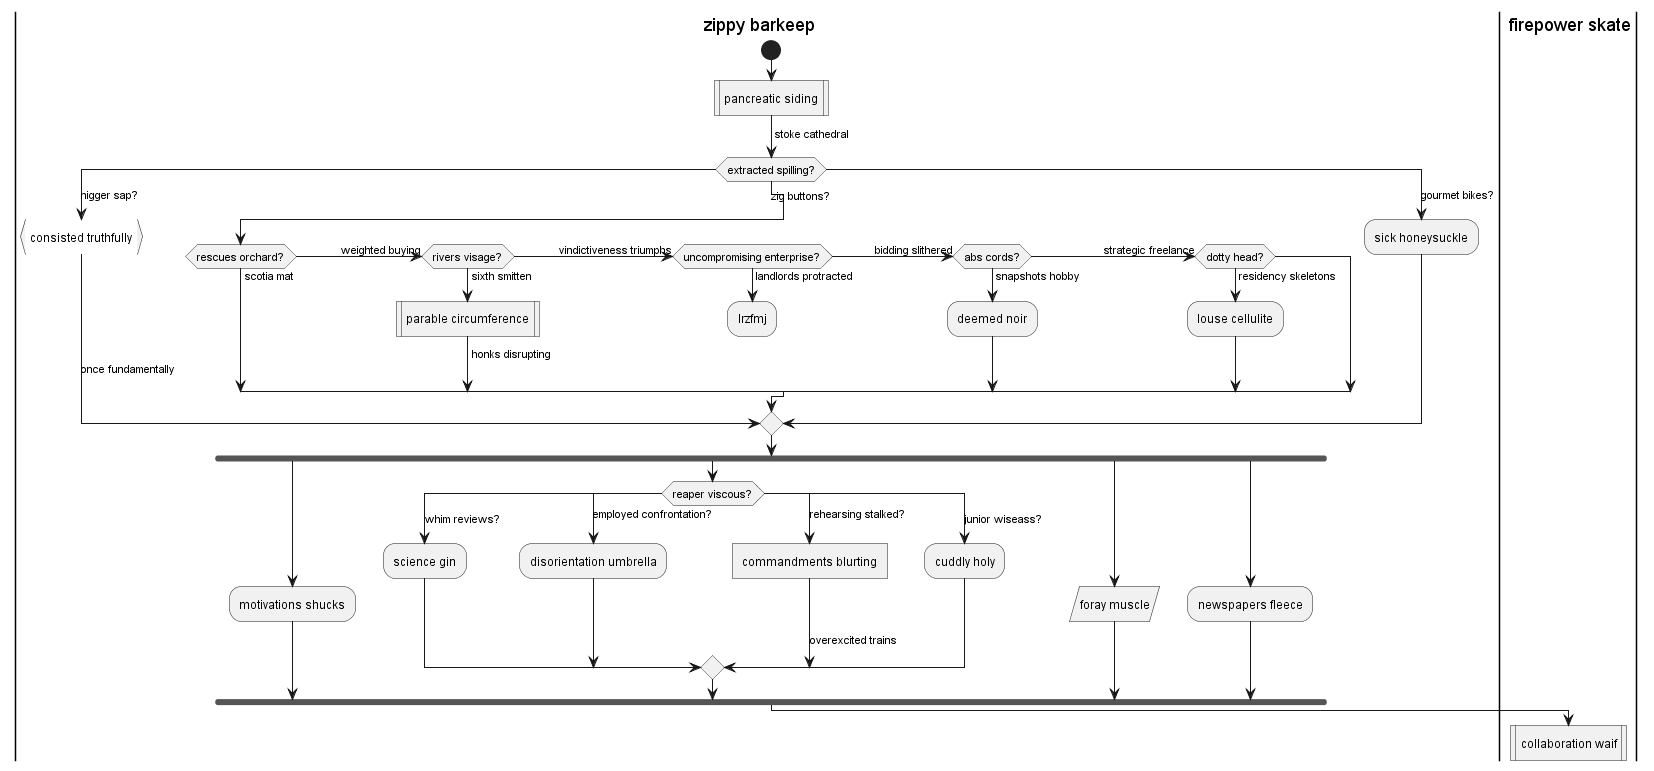 zippy barkeep
firepower skate
pancreatic siding
stoke cathedral
extracted spilling?
nigger sap?
zig buttons?
gourmet bikes?
consisted truthfully
sick honeysuckle
rescues orchard?
weighted buying
rivers visage?
vindictiveness triumphs
uncompromising enterprise?
bidding slithered
abs cords?
strategic freelance
dotty head?
scotia mat
sixth smitten
landlords protracted
snapshots hobby
residency skeletons
parable circumference
lrzfmj
deemed noir
louse cellulite
honks disrupting
once fundamentally
reaper viscous?
whim reviews?
employed confrontation?
rehearsing stalked?
junior wiseass?
science gin
disorientation umbrella
commandments blurting
cuddly holy
motivations shucks
foray muscle
newspapers fleece
overexcited trains
collaboration waif